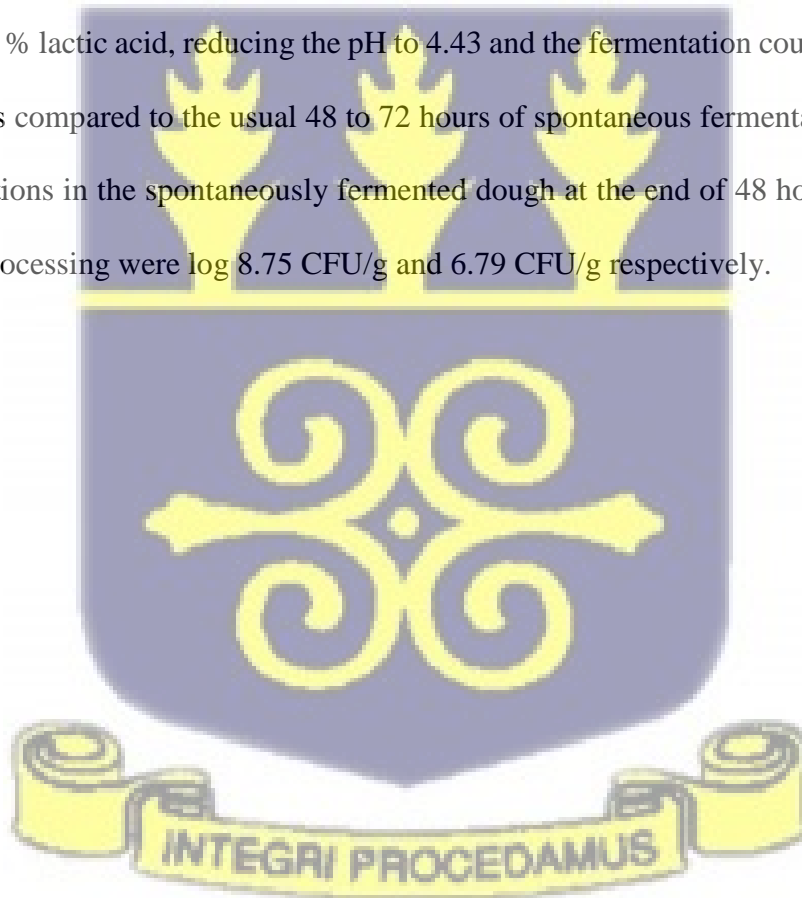 % lactic acid, reducing the pH to 4.43 and the fermentation cou
s compared to the usual 48 to 72 hours of spontaneous ferment
tions in the spontaneously fermented dough at the end of 48 ho
ocessing were log 8.75 CFU/g and 6.79 CFU/g respectively.
INTEGRI PROCEDAMUS